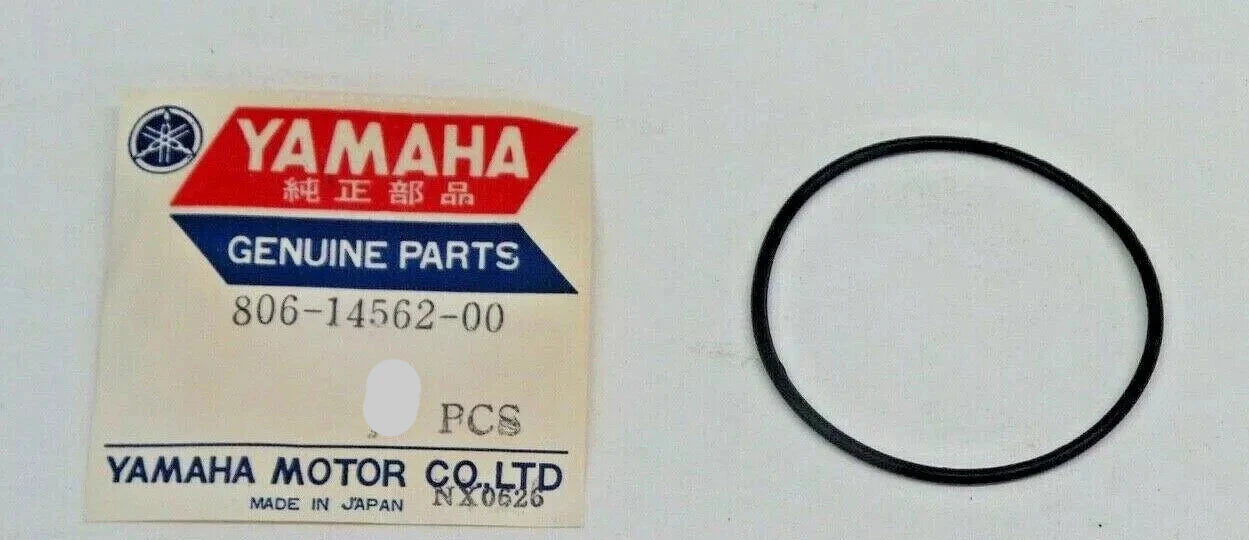 YAMAHA
純正部品
GENUINE PARTS
806-14562-00
PCS
YAMAHA MOTOR CO.,LTD
MADE IN JAPAN
NX0626